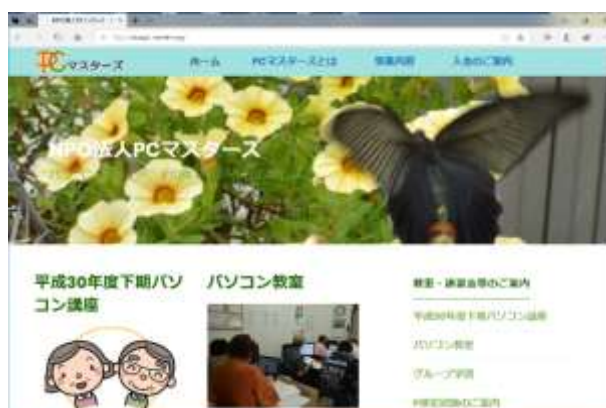 PCマスターズ
ホーム
PCマスターズとは
事業内容
入会のご案内
NPO法人PCマスターズ
平成30年度下期パソ
コン講座
パソコン教室
教室・講習会等のご案内
平成30年度下期パソコン講座
パソコン教室
グループ学習